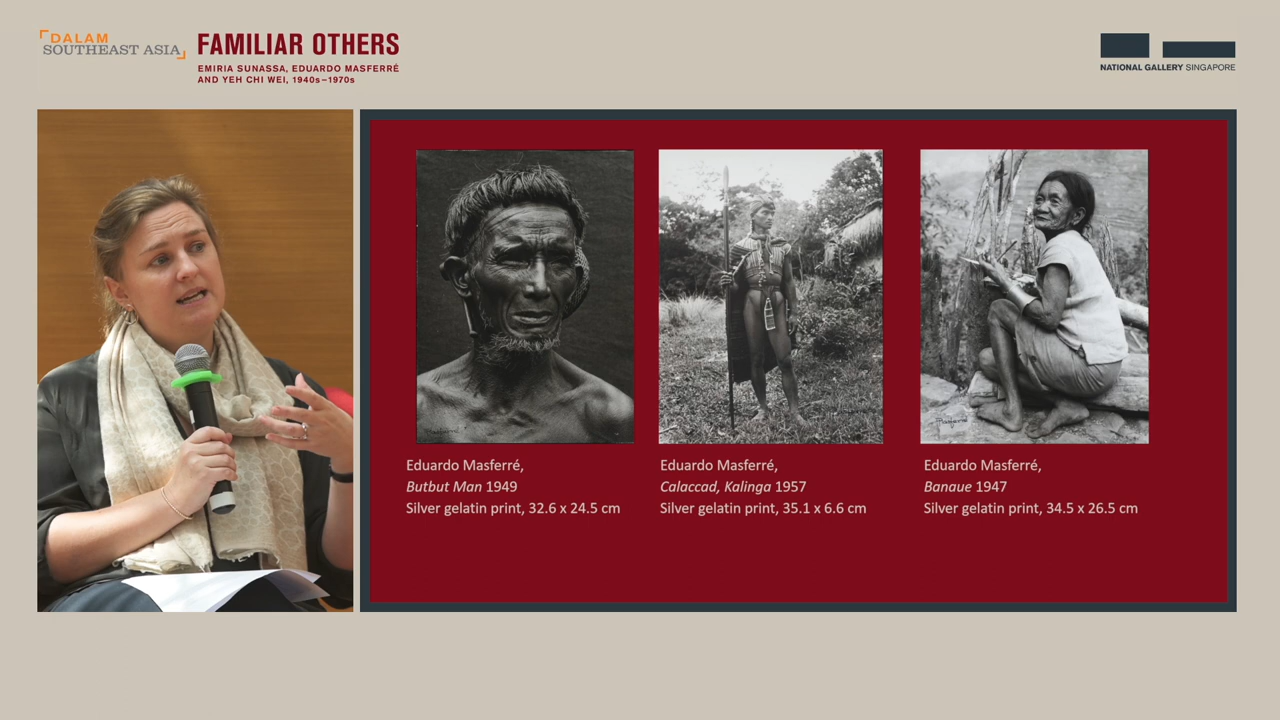 DALAM
SOUTHEAST ASIA
FAMILIAR OTHERS
EMIRIA SUNASSA, EDUARDO MASFERRÉ
AND YEH CHI WEI, 1940s–1970s
NATIONAL GALLERY SINGAPORE
Eduardo Masferré,
Butbut Man 1949
Silver gelatin print, 32.6 x 24.5 cm
Eduardo Masferré,
Calaccad, Kalinga 1957
Silver gelatin print, 35.1 x 6.6 cm
Eduardo Masferré,
Banaue 1947
Silver gelatin print, 34.5 x 26.5 cm